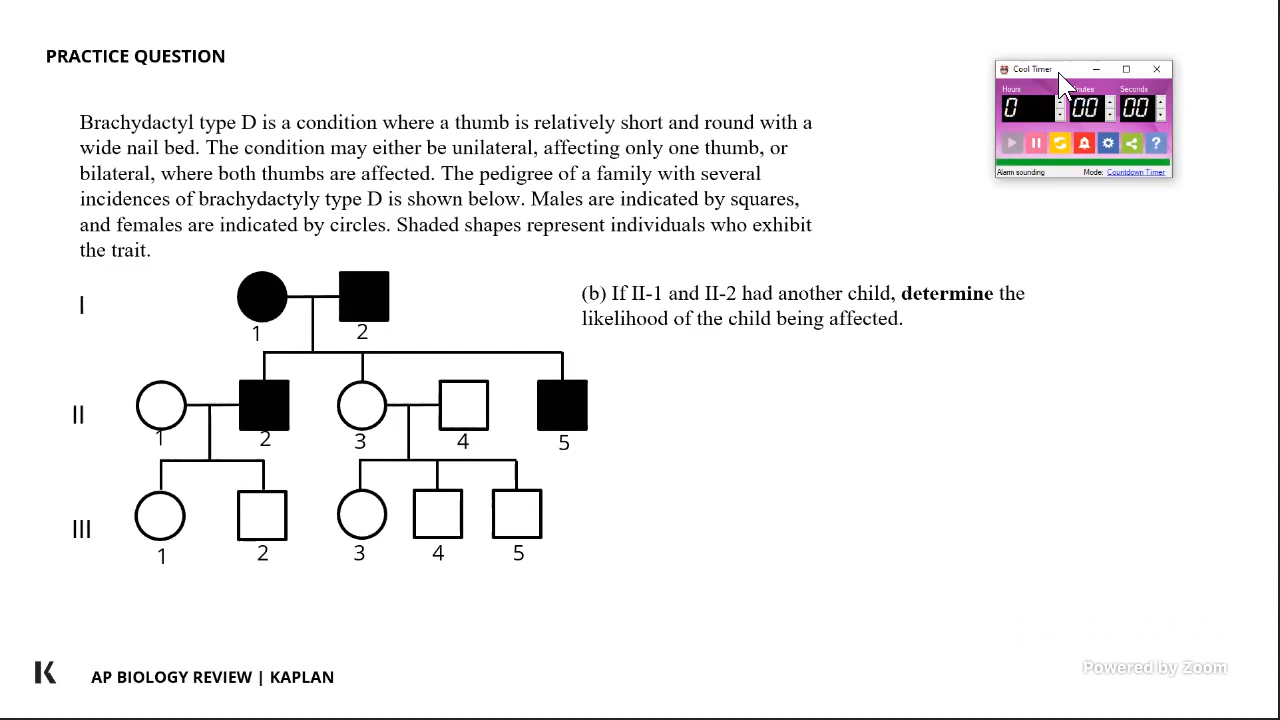 PRACTICE QUESTION
Cool Timer
Hours
nutes
Seconds
0 00 00
?
Alarm sounding
Mode: Countdown Timer
Brachydactyl type D is a condition where a thumb is relatively short and round with a
wide nail bed. The condition may either be unilateral, affecting only one thumb, or
bilateral, where both thumbs are affected. The pedigree of a family with several
incidences of brachydactyly type D is shown below. Males are indicated by squares,
and females are indicated by circles. Shaded shapes represent individuals who exhibit
the trait.
(b) If II-1 and II-2 had another child, determine the
likelihood of the child being affected.
I
1 2
II
1 2 3 4 5
III
1 2 3 4 5
K AP BIOLOGY REVIEW | KAPLAN
Powered by Zoom